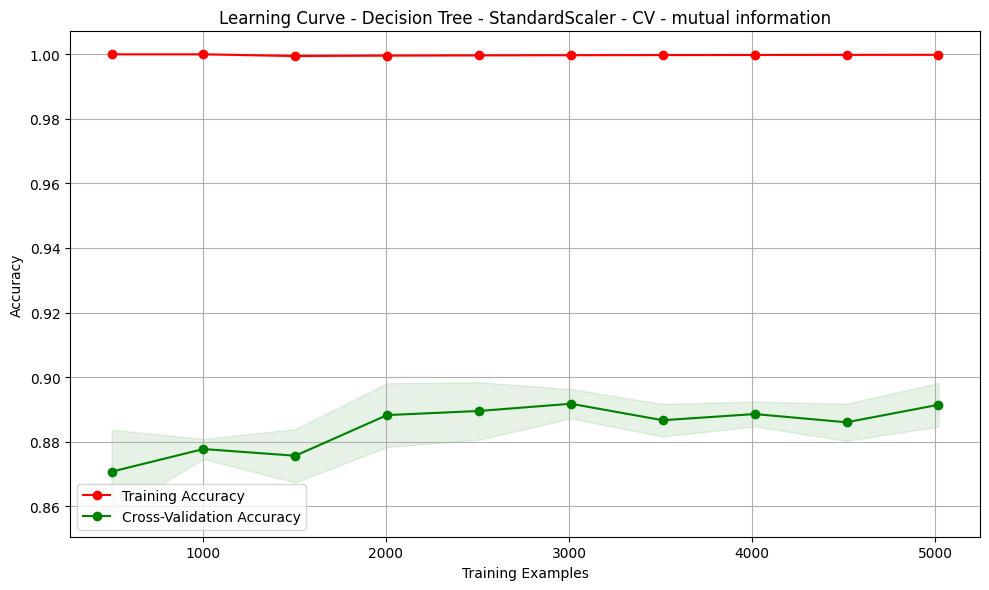 Learning Curve - Decision Tree - StandardScaler - CV - mutual information
1.00
0.98
0.96
0.94
0.92
0.90
0.88
0.86
Accuracy
Training Accuracy
Cross-Validation Accuracy
1000 2000 3000 4000 5000
Training Examples